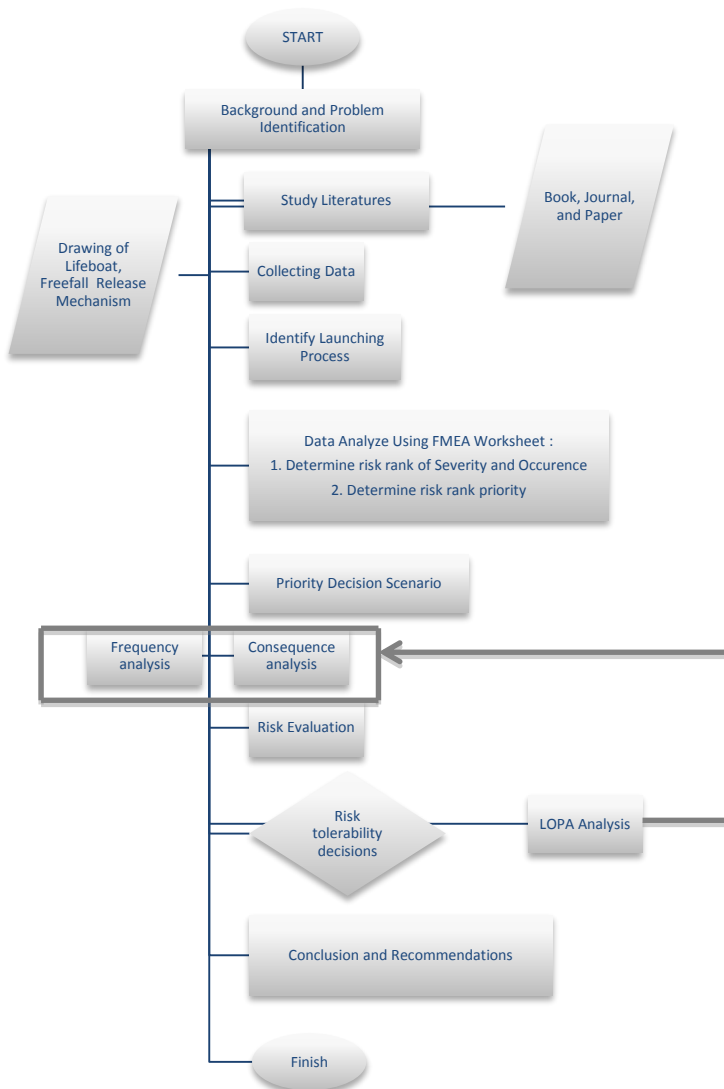 START
Background and Problem
Identification
Study Literatures
Book, Journal,
and Paper
Drawing of
Lifeboat,
Freefall Release
Mechanism
Collecting Data
Identify Launching
Process
Data Analyze Using FMEA Worksheet :
1. Determine risk rank of Severity and Occurence
2. Determine risk rank priority
Priority Decision Scenario
Frequency
analysis
Consequence
analysis
Risk Evaluation
Risk
tolerability
decisions
LOPA Analysis
Conclusion and Recommendations
Finish